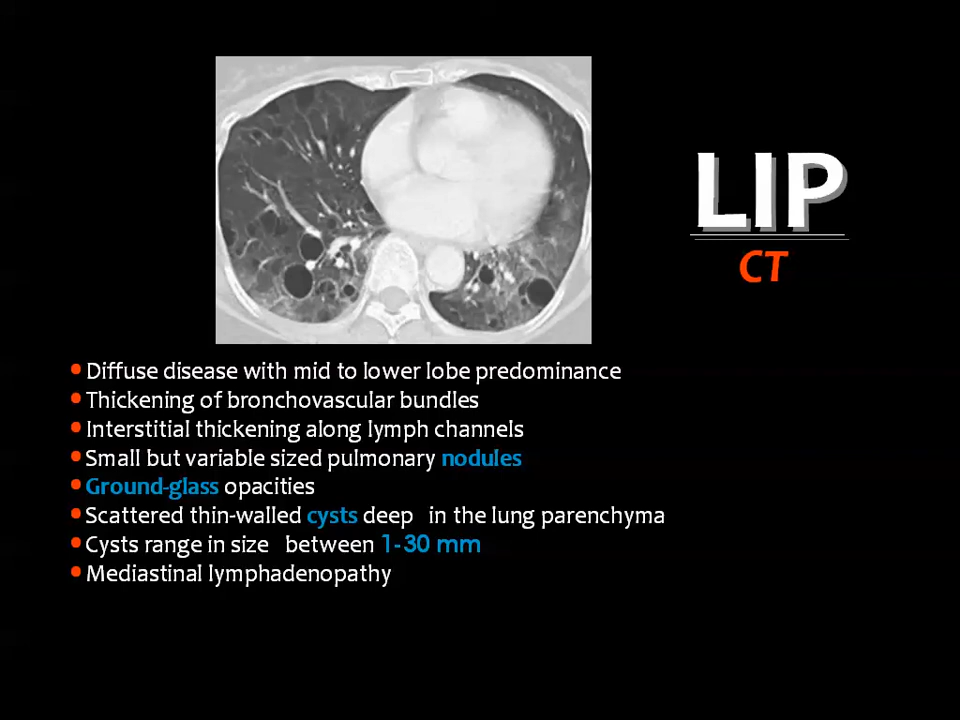 LIP
CT
• Diffuse disease with mid to lower lobe predominance
• Thickening of bronchovascular bundles
• Interstitial thickening along lymph channels
• Small but variable sized pulmonary nodules
• Ground-glass opacities
• Scattered thin-walled cysts deep in the lung parenchyma
• Cysts range in size between 1-30 mm
• Mediastinal lymphadenopathy